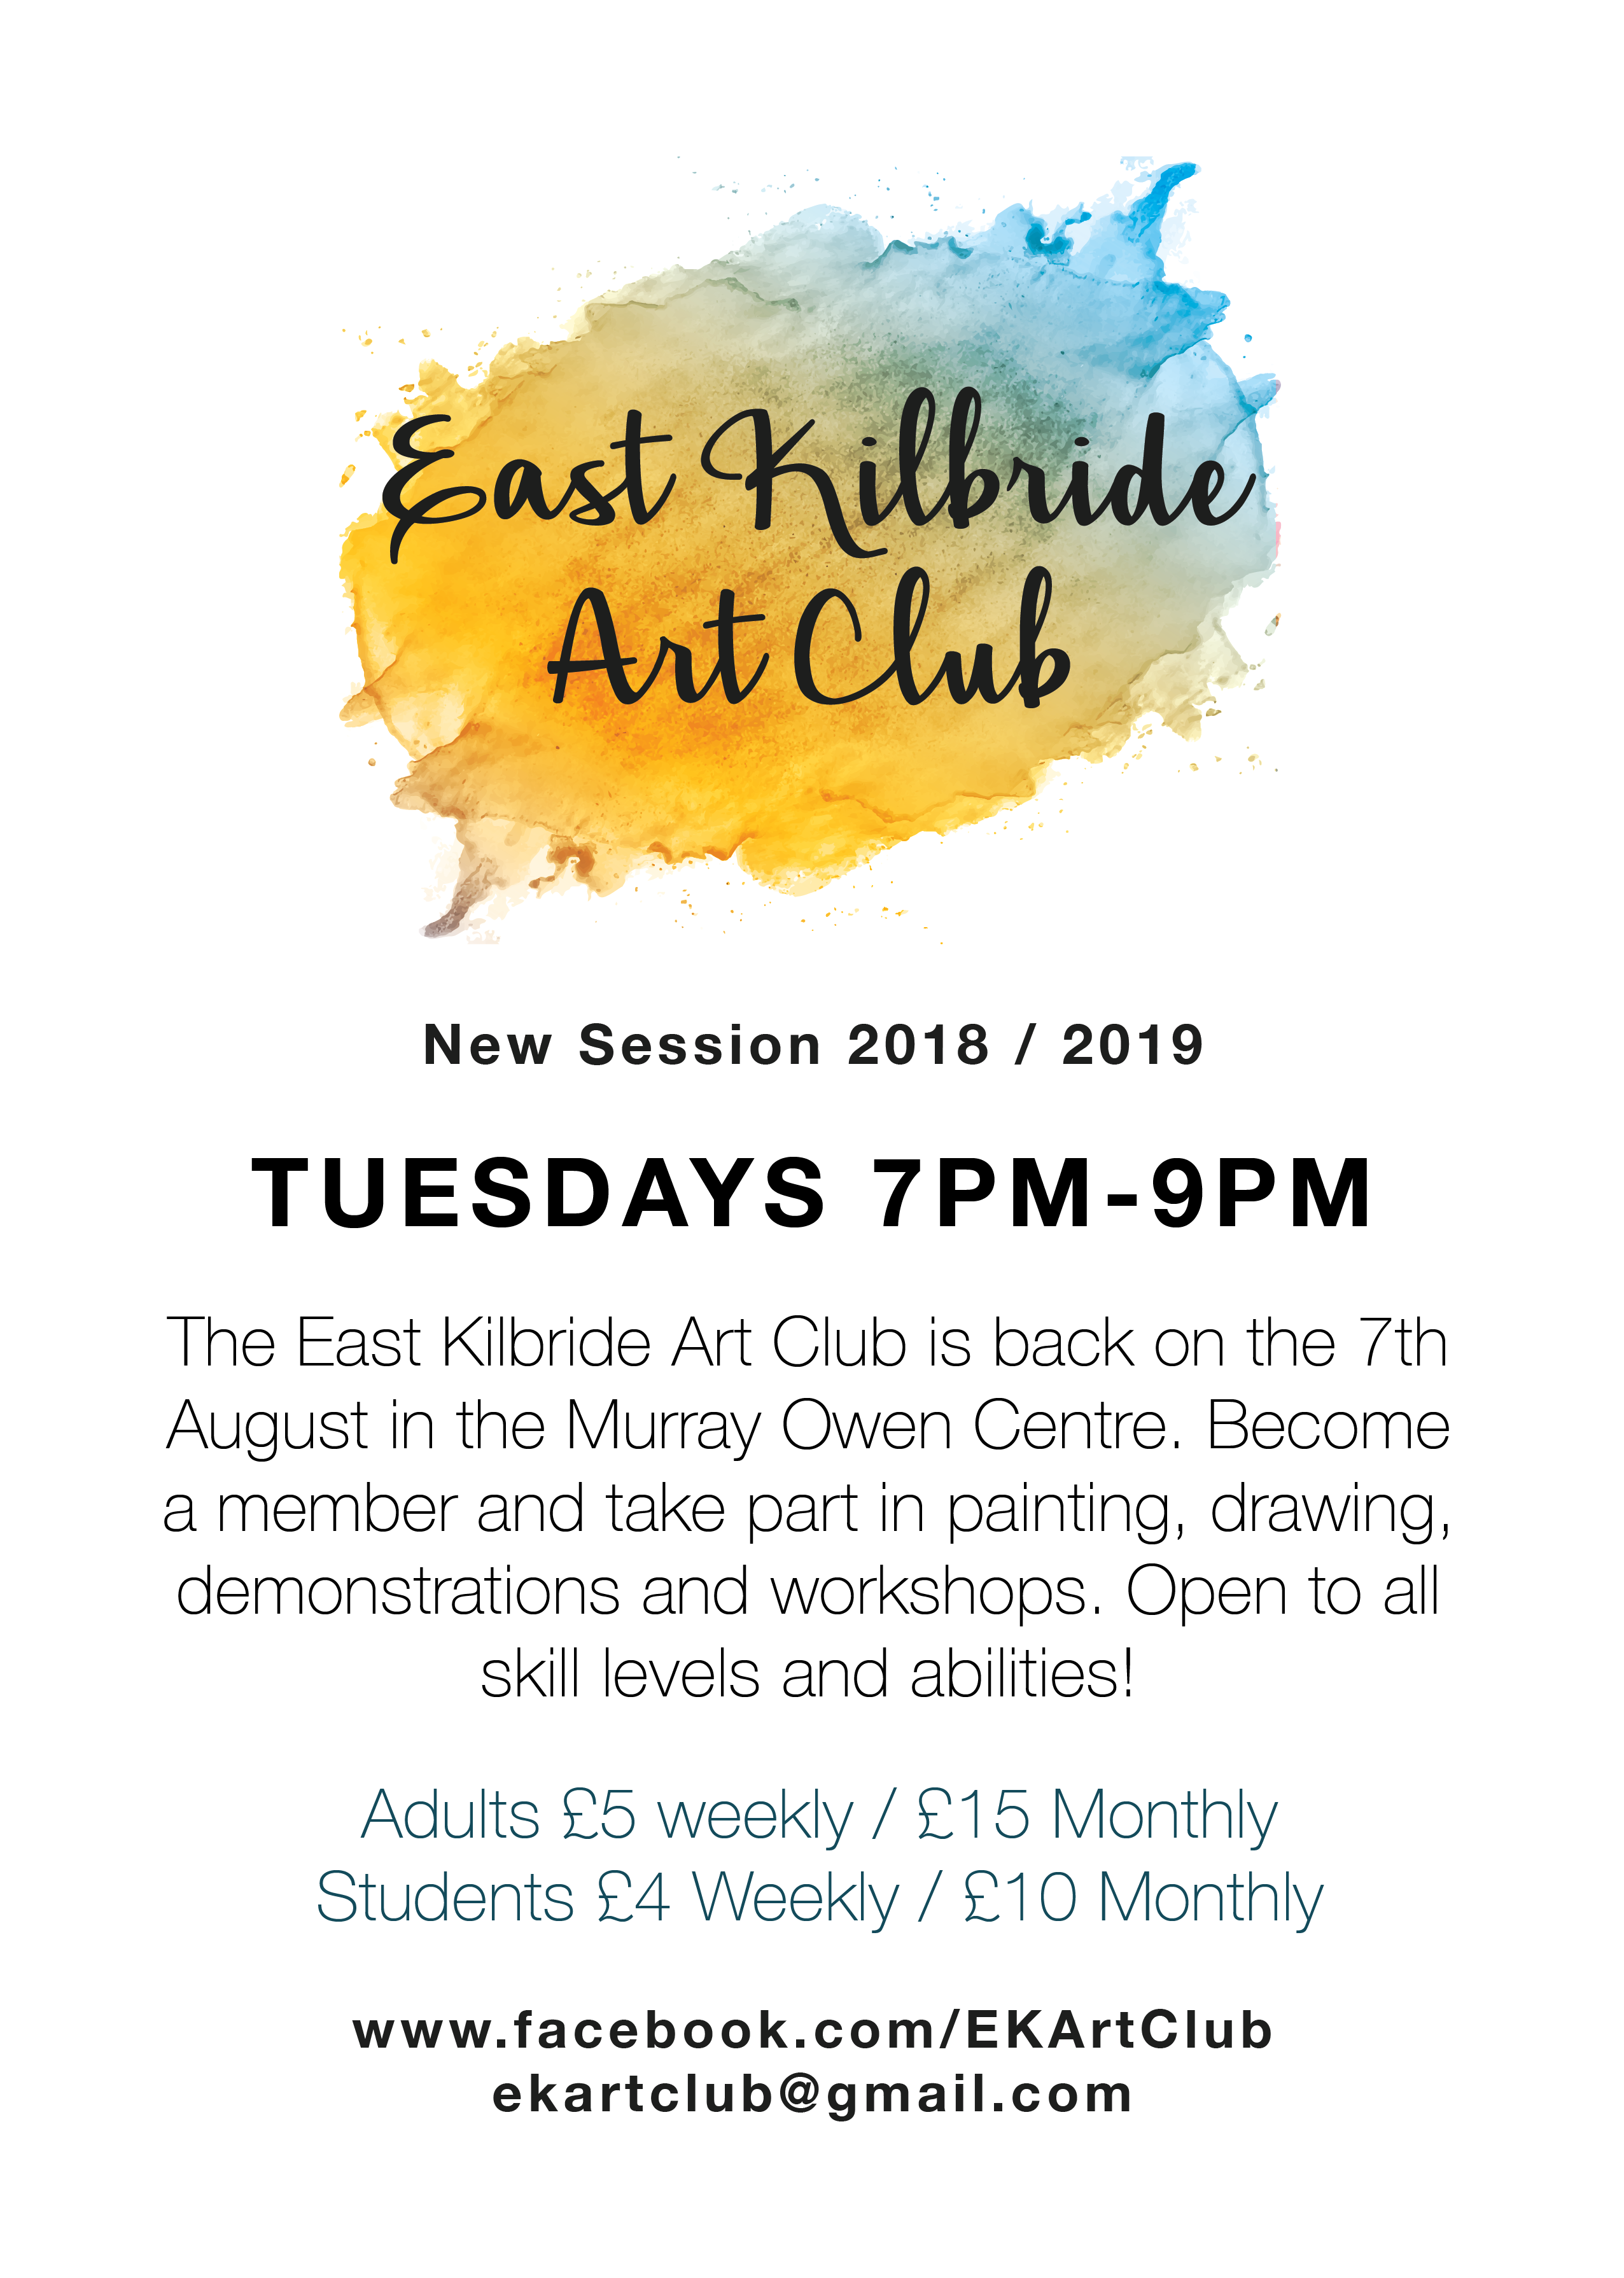 East Kilbride
Art Club
New Session 2018 / 2019
TUESDAYS 7PM-9PM
The East Kilbride Art Club is back on the 7th
August in the Murray Owen Centre. Become
a member and take part in painting, drawing,
demonstrations and workshops. Open to all
skill levels and abilities!
Adults £5 weekly / £15 Monthly
Students £4 Weekly / £10 Monthly
www.facebook.com/EKArtClub
ekartclub@gmail.com